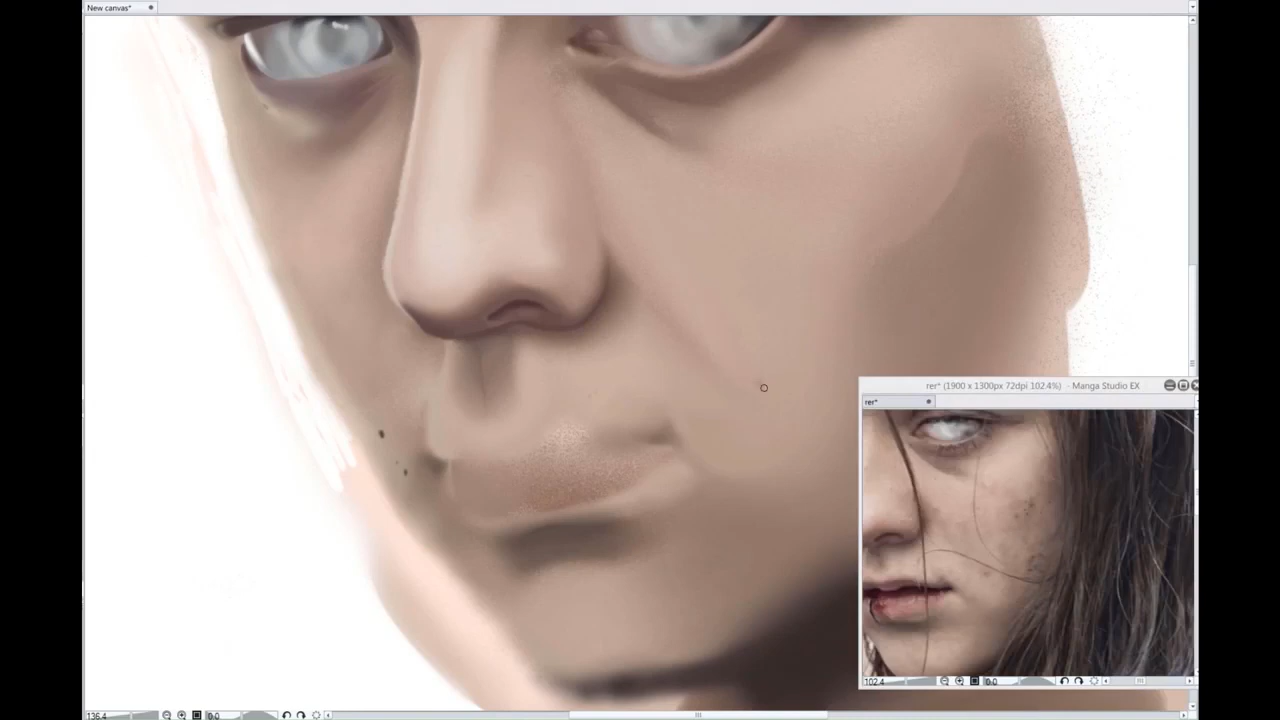 New canvas*
rer* (1900 x 1300px 72dpi 102.4%) - Manga Studio EX
rer*
102.4
0.0
136.4
0.0